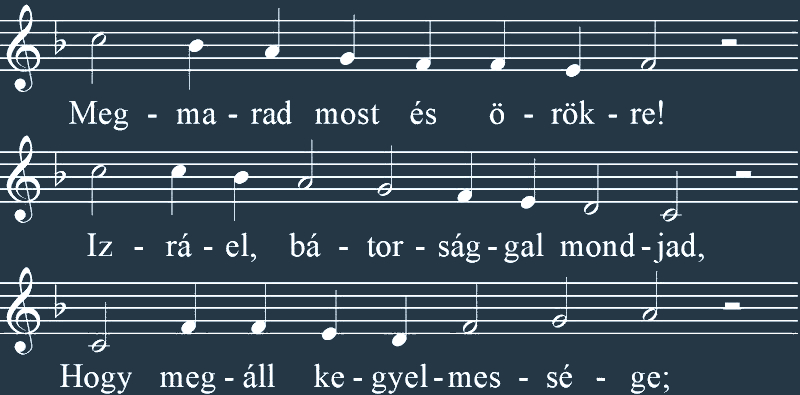 Meg - ma - rad most és ö - rök - re!
Iz - rá - el, bá - tor - ság - gal mond - jad,
Hogy meg - áll ke - gyel - mes - sé - ge;